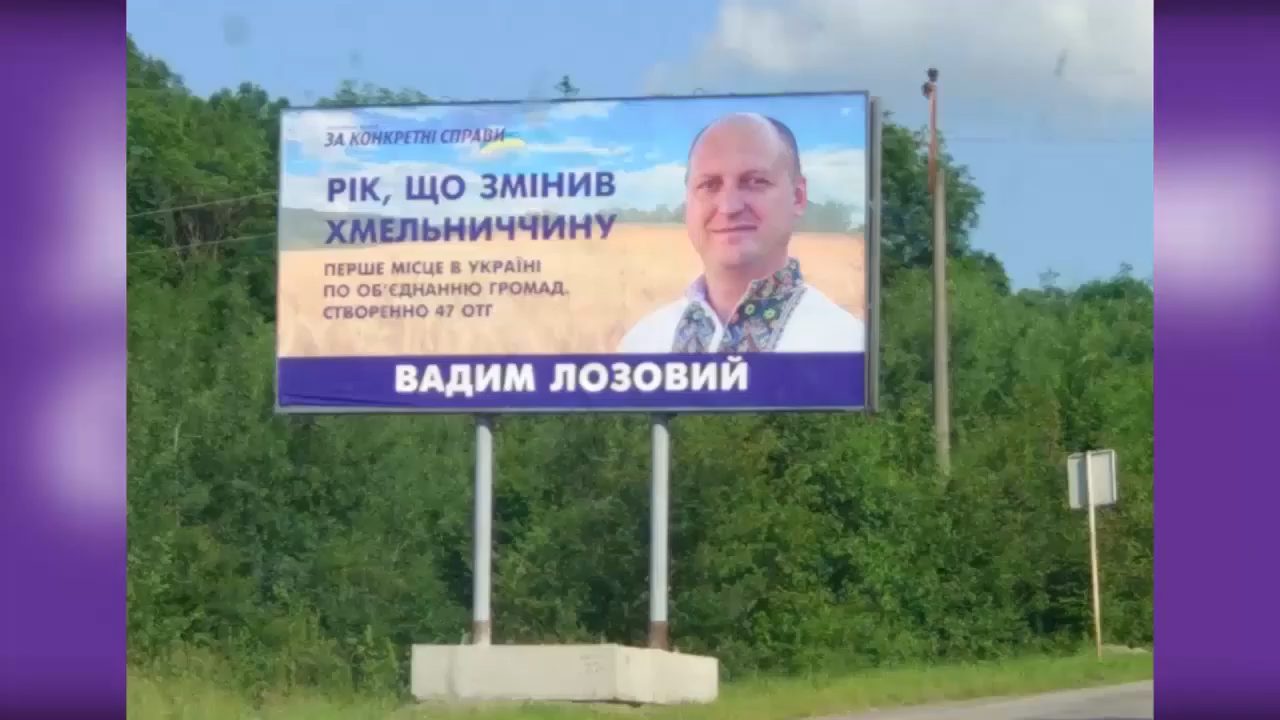 ЗА КОНКРЕТНІ СПРАВИ
РІК, ЩО ЗМІНИВ
ХМЕЛЬНИЧЧИНУ
ПЕРШЕ МІСЦЕ В УКРАЇНІ
ПО ОБ'ЄДНАННЮ ГРОМАД.
СТВОРЕННО 47 ОТГ
ВАДИМ ЛОЗОВИЙ